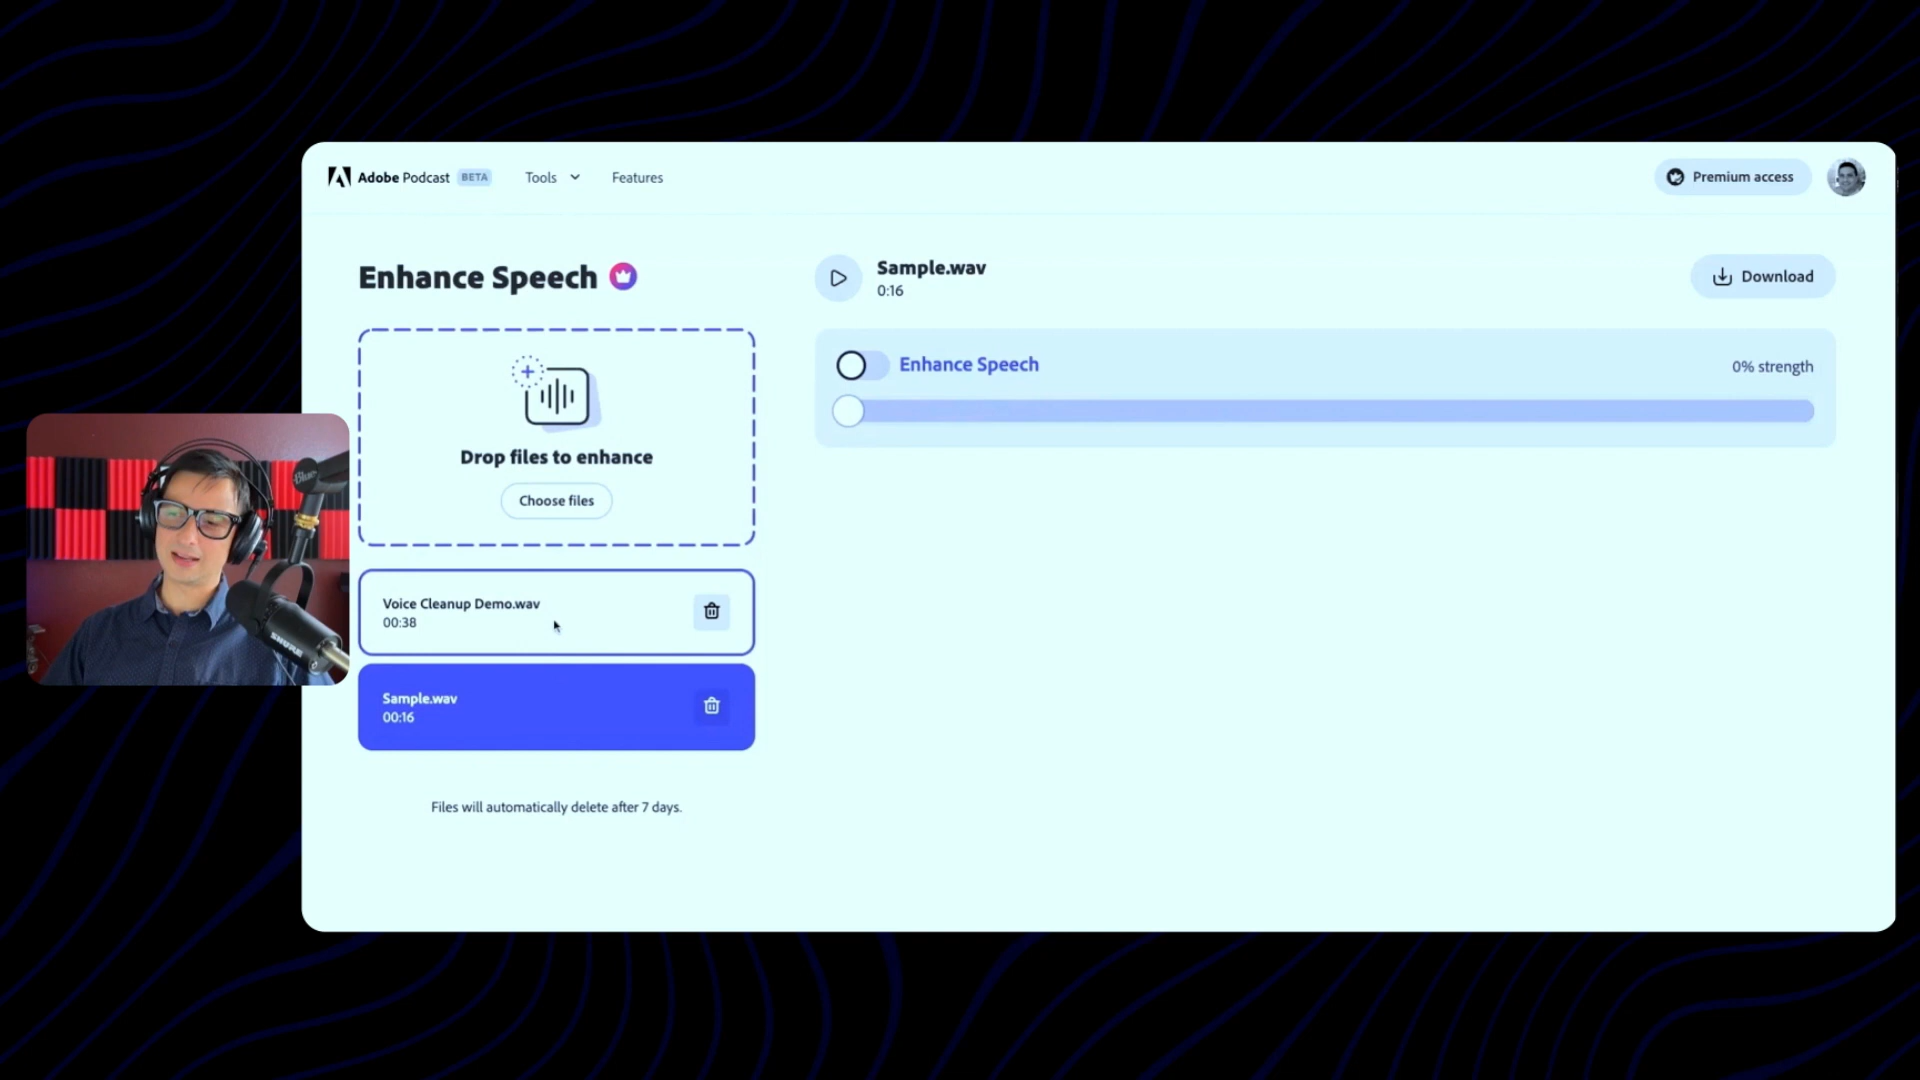 Adobe Podcast BETA Tools Features Premium access
Enhance Speech
Sample.wav
0:16
Download
Enhance Speech 0% strength
Drop files to enhance
Choose files
Voice Cleanup Demo.wav
00:38
Sample.wav
00:16
Files will automatically delete after 7 days.
Blue
SHURE